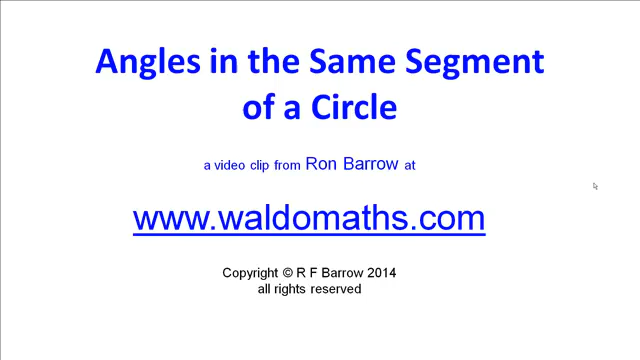 Angles in the Same Segment
of a Circle
a video clip from Ron Barrow at
www.waldomaths.com
Copyright © R F Barrow 2014
all rights reserved